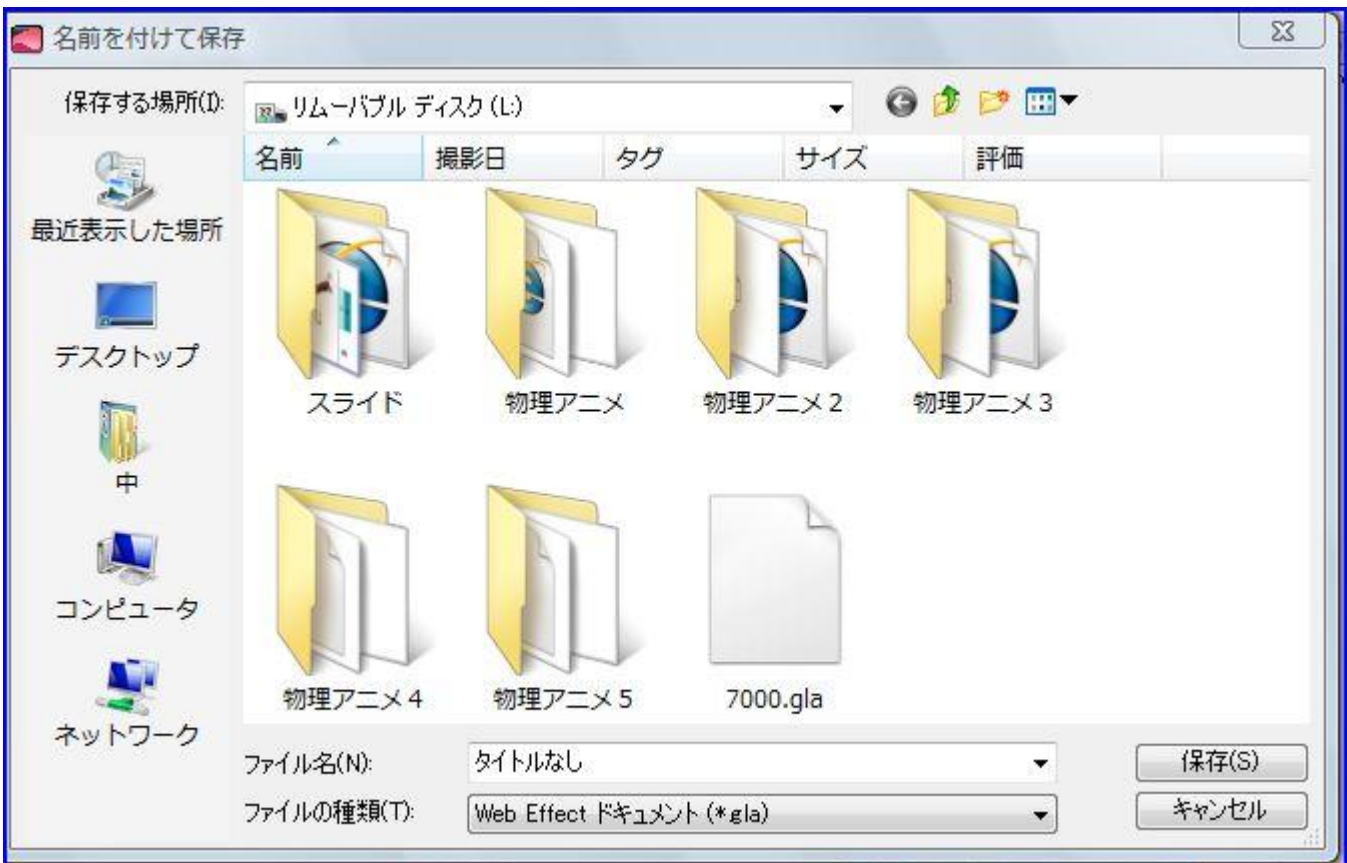 名前を付けて保存
保存する場所(I):
リムーバブル ディスク (L:)
名前 撮影日 タグ サイズ 評価
最近表示した場所
デスクトップ
中
コンピュータ
ネットワーク
スライド 物理アニメ 物理アニメ2 物理アニメ3
物理アニメ4 物理アニメ5 7000.gla
ファイル名(N): タイトルなし 保存(S)
ファイルの種類(T): Web Effect ドキュメント (*gla) キャンセル